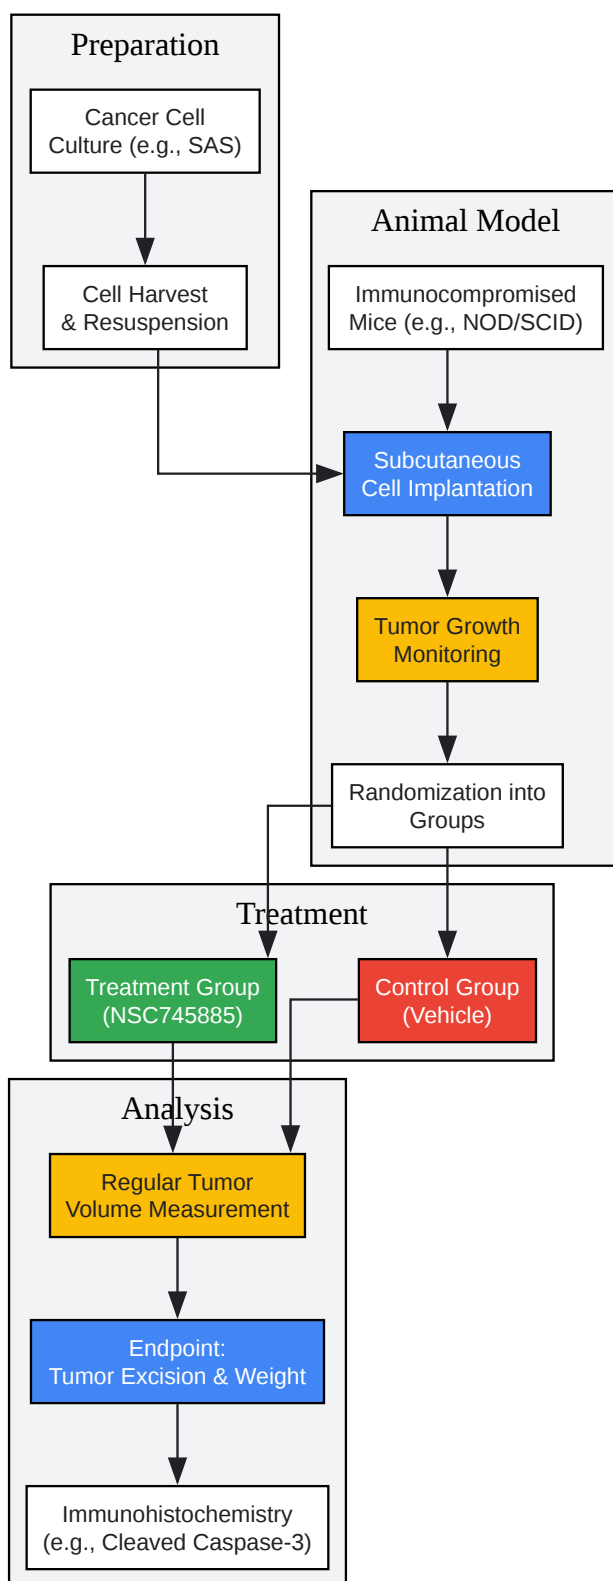 Preparation
Cancer Cell
Culture (e.g., SAS)
Cell Harvest
& Resuspension
Animal Model
Immunocompromised
Mice (e.g., NOD/SCID)
Subcutaneous
Cell Implantation
Tumor Growth
Monitoring
Randomization into
Groups
Treatment
Treatment Group
(NSC745885)
Control Group
(Vehicle)
Analysis
Regular Tumor
Volume Measurement
Endpoint:
Tumor Excision & Weight
Immunohistochemistry
(e.g., Cleaved Caspase-3)